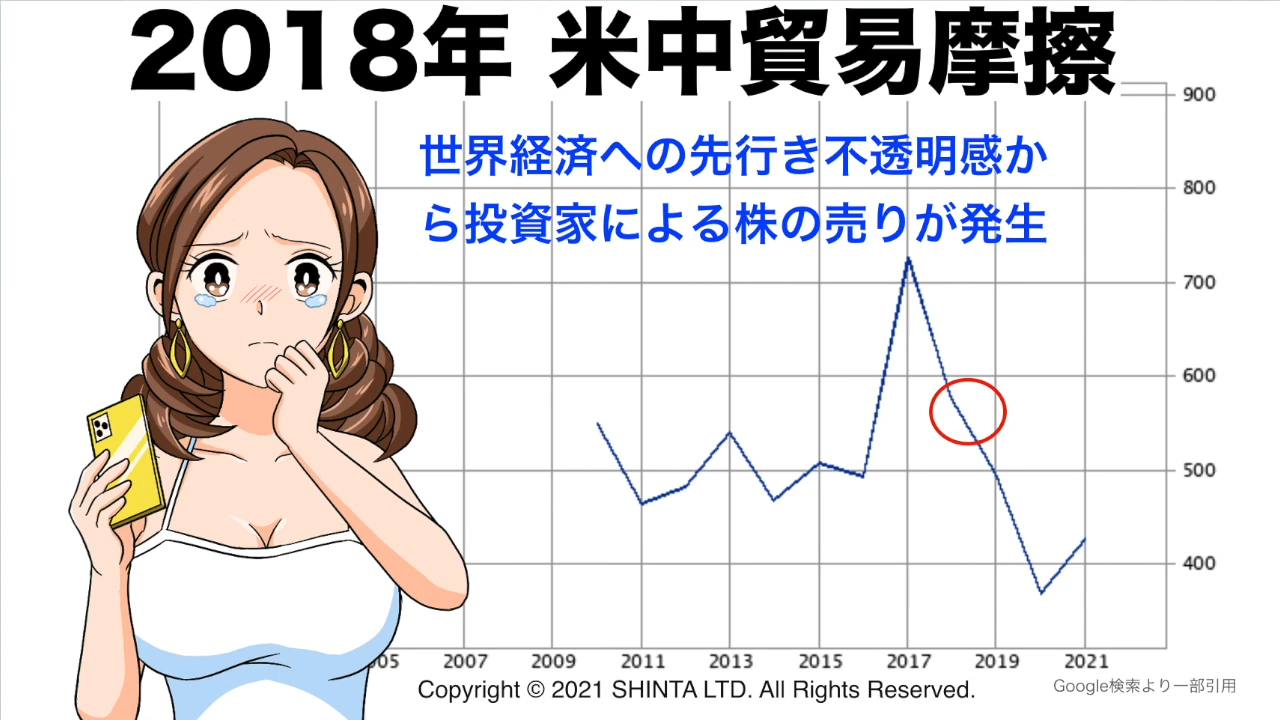 2018年 米中貿易摩擦
世界経済への先行き不透明感か
ら投資家による株の売りが発生
900
800
700
600
500
400
005 2007 2009 2011 2013 2015 2017 2019 2021
Copyright © 2021 SHINTA LTD. All Rights Reserved.
Google検索より一部引用